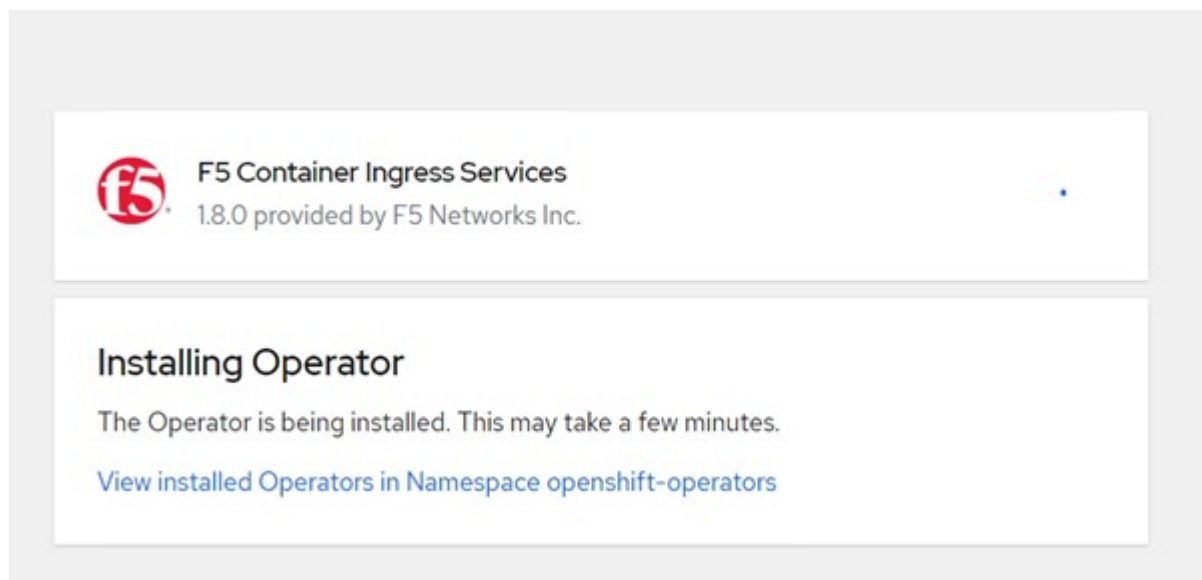 f5
F5 Container Ingress Services
1.8.0 provided by F5 Networks Inc.
Installing Operator
The Operator is being installed. This may take a few minutes.
View installed Operators in Namespace openshift-operators